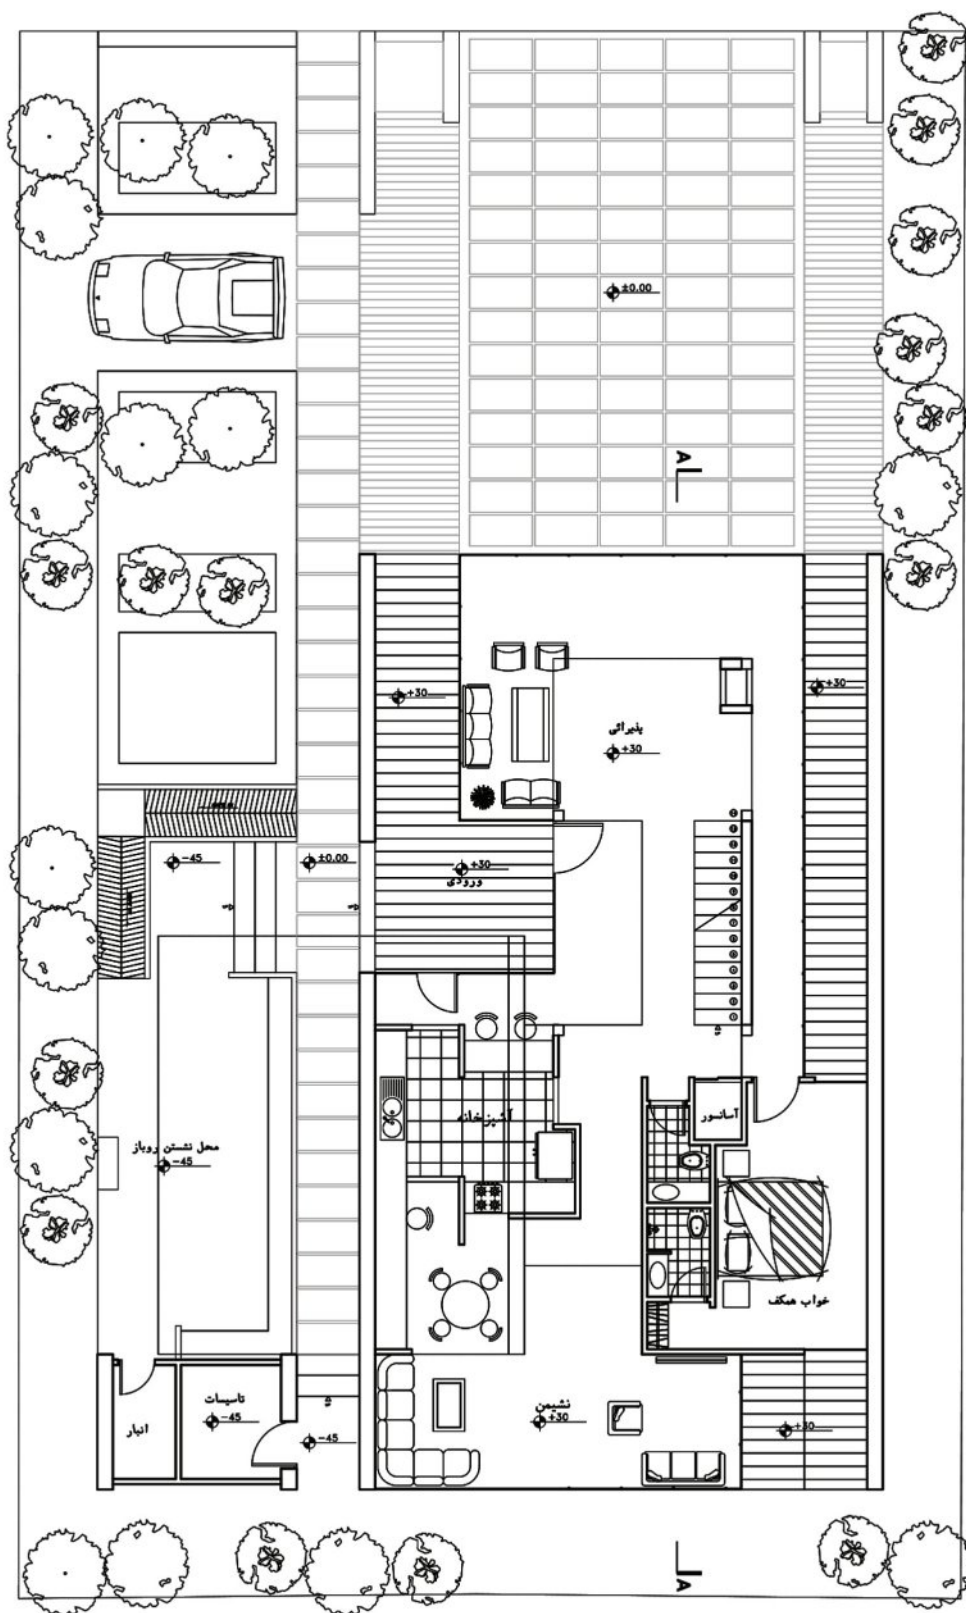 ±0.00
A
+30
+30
پذیرائی
+30
-45
±0.00
+30
ورودی
آشپزخانه
آسانسور
محل نشستن روباز
-45
خواب همکف
تاسیسات
-45
انبار
نشیمن
+30
+30
-45
A